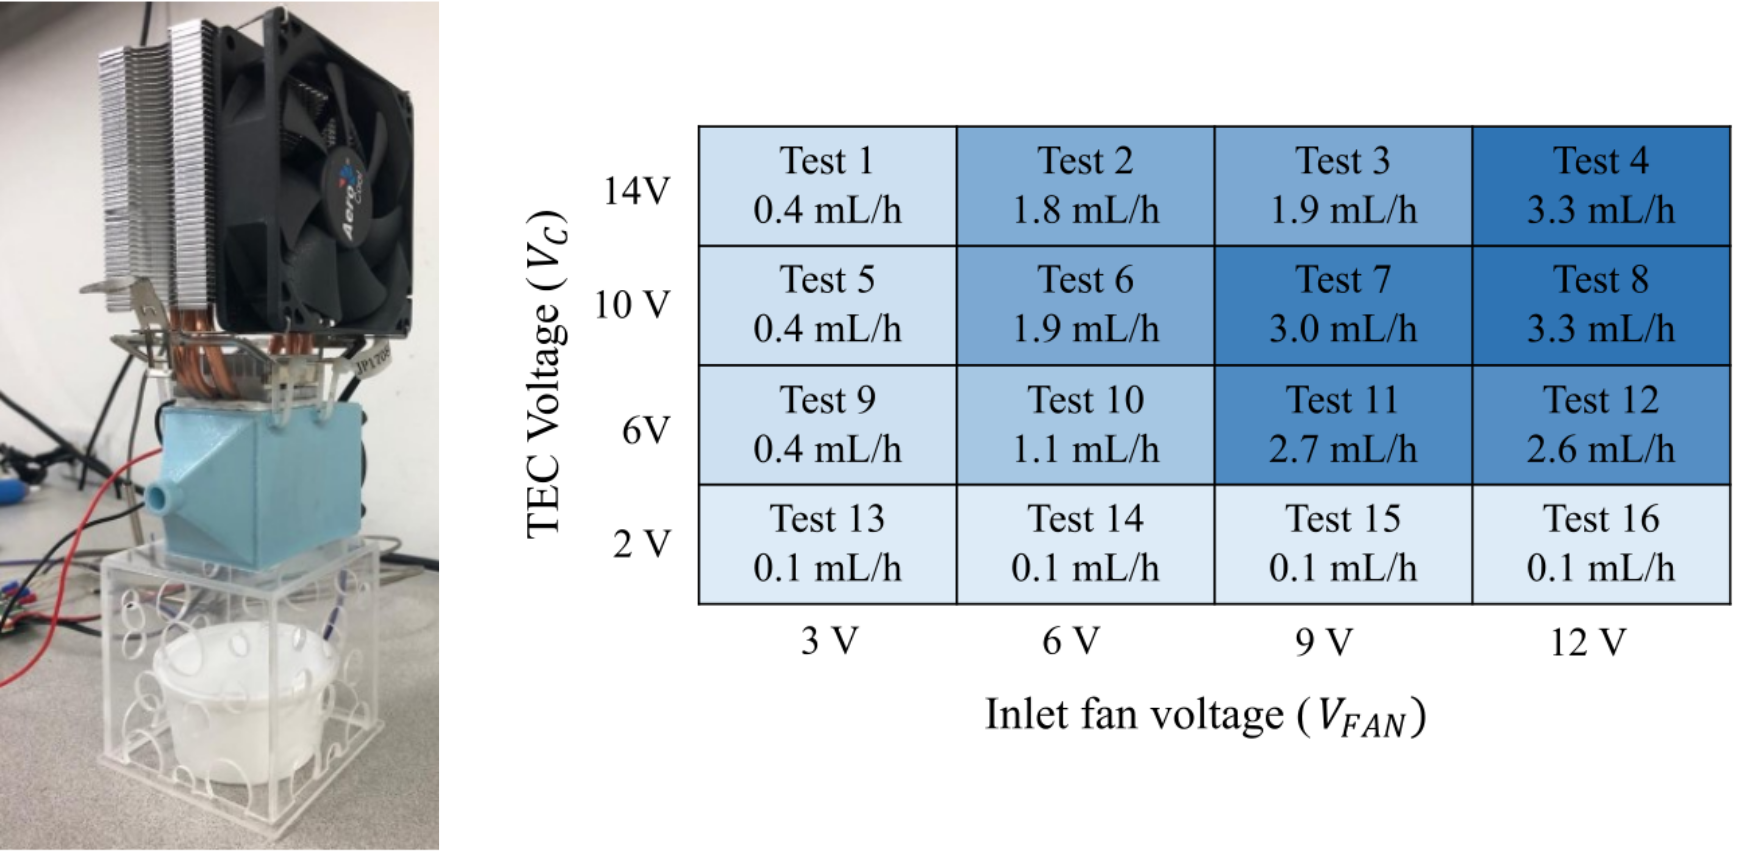 Aero
Cool
JP170
Test 1
0.4 mL/h
Test 2
1.8 mL/h
Test 3
1.9 mL/h
Test 4
3.3 mL/h
14V
Test 5
0.4 mL/h
Test 6
1.9 mL/h
Test 7
3.0 mL/h
Test 8
3.3 mL/h
10 V
Test 9
0.4 mL/h
Test 10
1.1 mL/h
Test 11
2.7 mL/h
Test 12
2.6 mL/h
6V
Test 13
0.1 mL/h
Test 14
0.1 mL/h
Test 15
0.1 mL/h
Test 16
0.1 mL/h
2 V
TEC Voltage (V_C)
3 V
6 V
9 V
12 V
Inlet fan voltage (V_FAN)